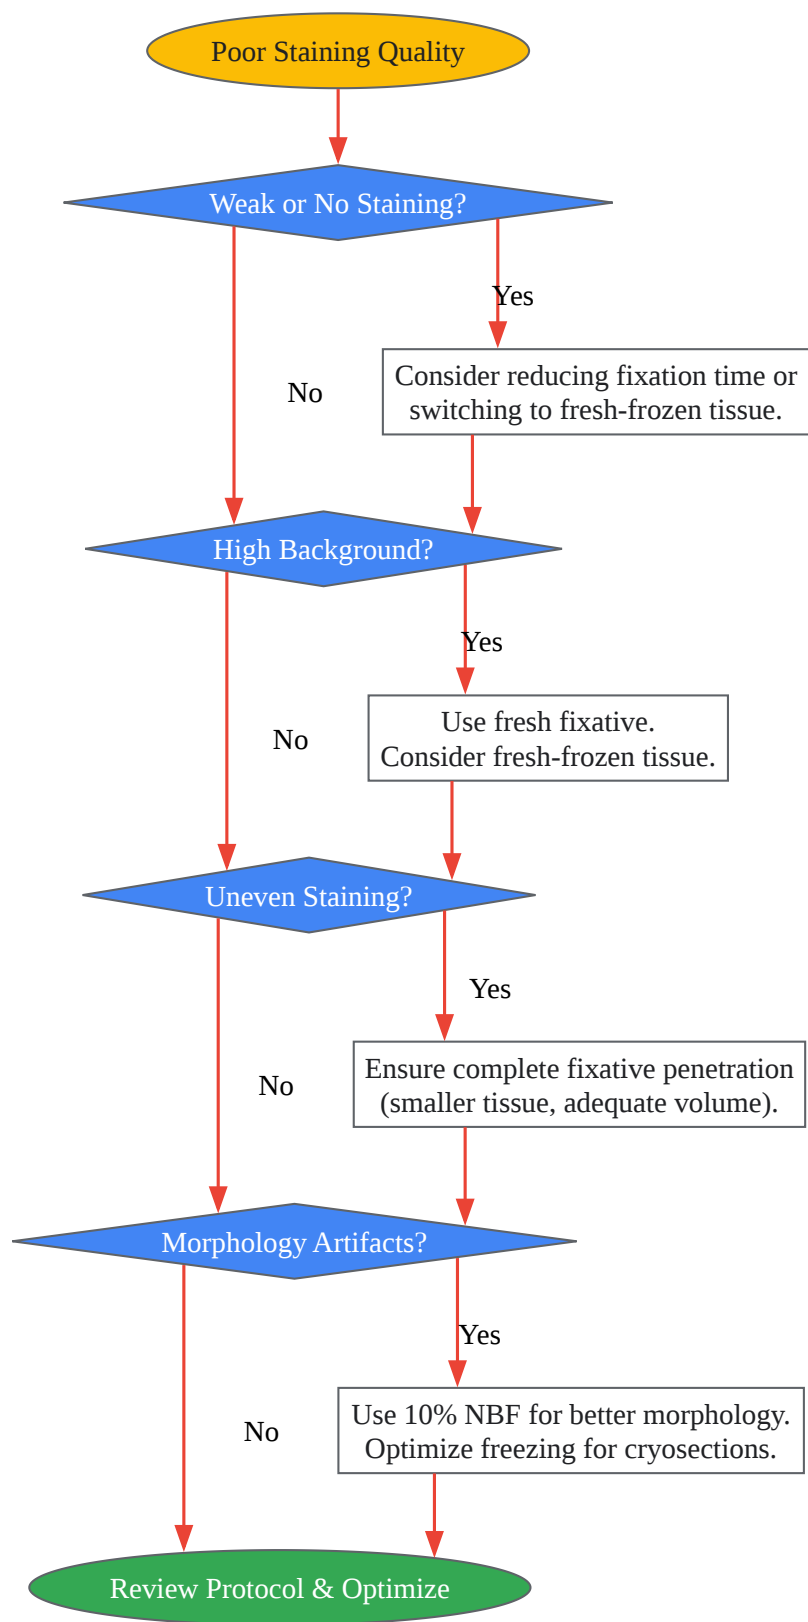 Poor Staining Quality
Weak or No Staining?
Yes
Consider reducing fixation time or
switching to fresh-frozen tissue.
No
High Background?
Yes
Use fresh fixative.
Consider fresh-frozen tissue.
No
Uneven Staining?
Yes
Ensure complete fixative penetration
(smaller tissue, adequate volume).
No
Morphology Artifacts?
Yes
Use 10% NBF for better morphology.
Optimize freezing for cryosections.
No
Review Protocol & Optimize